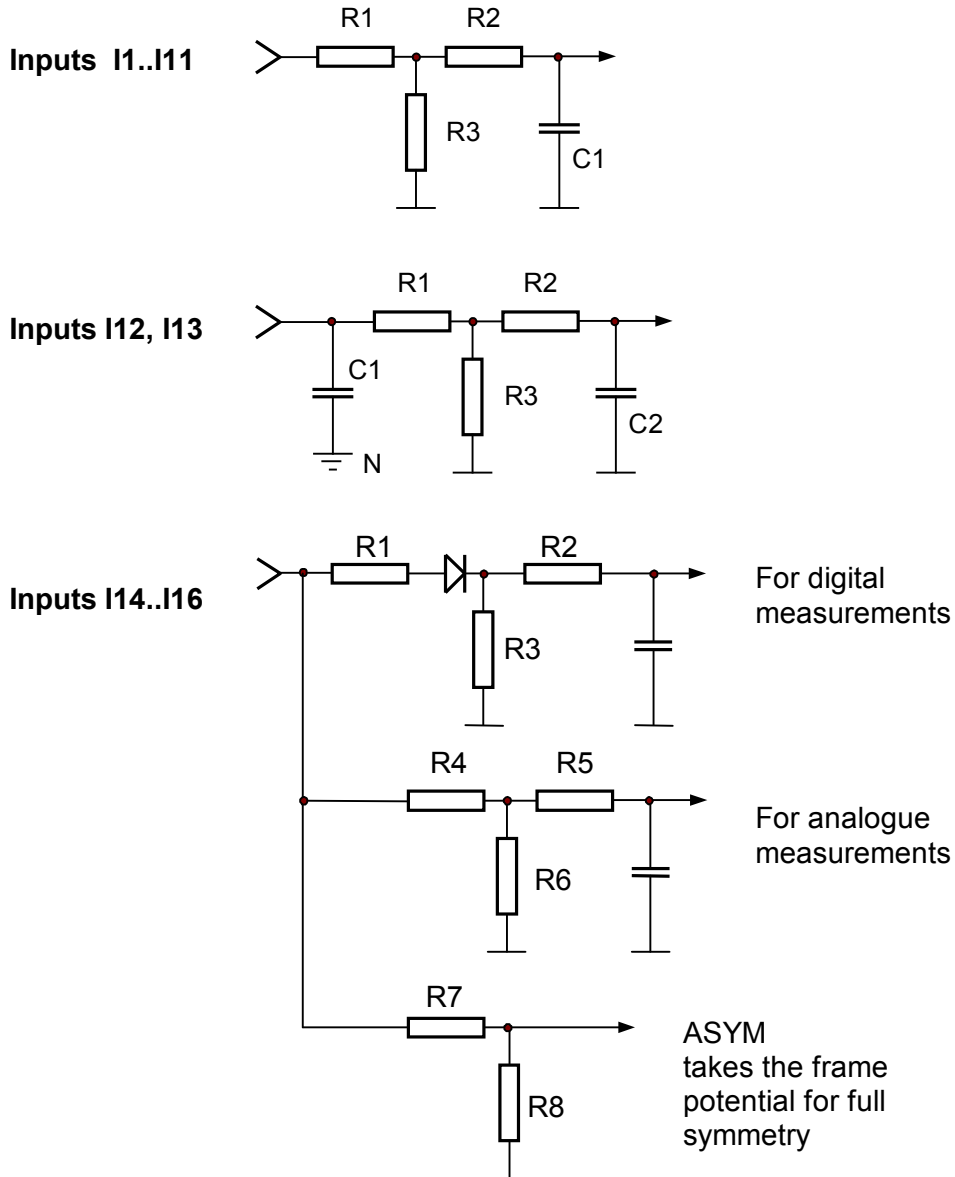 R1 R2
Inputs I1..I11
R3
C1
R1 R2
Inputs I12, I13
C1
R3
C2
N
R1 R2
Inputs I14..I16
For digital
measurements
R3
R4 R5
For analogue
measurements
R6
R7
ASYM
takes the frame
potential for full
symmetry
R8